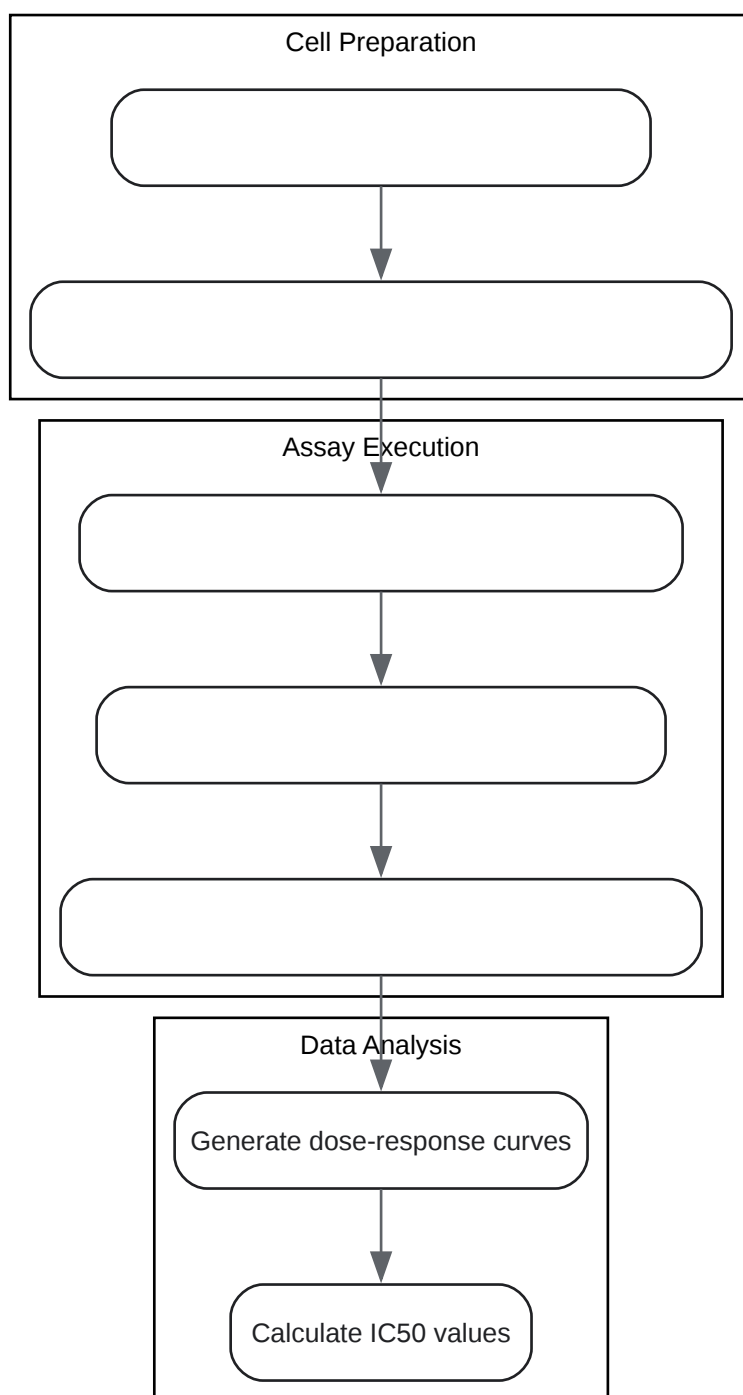 Cell Preparation
Assay Execution
Data Analysis
Generate dose-response curves
Calculate IC50 values